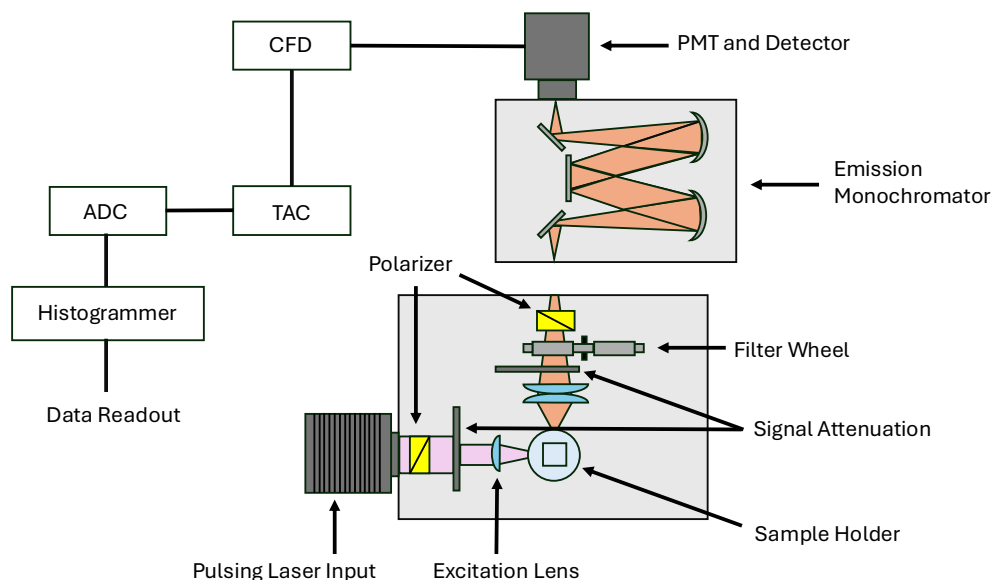 CFD
PMT and Detector
Emission
Monochromator
ADC
TAC
Polarizer
Histogrammer
Filter Wheel
Data Readout
Signal Attenuation
Sample Holder
Pulsing Laser Input
Excitation Lens